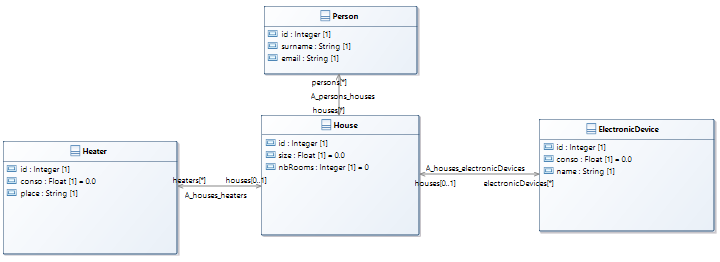 Person
id : Integer [1]
surname : String [1]
email : String [1]
persons[*]
A_persons_houses
houses[*]
House
id : Integer [1]
size : Float [1] = 0.0
nbRooms : Integer [1] = 0
Heater
id : Integer [1]
conso : Float [1] = 0.0
place : String [1]
heaters[*]
houses[0..1]
A_houses_heaters
ElectronicDevice
id : Integer [1]
conso : Float [1] = 0.0
name : String [1]
A_houses_electronicDevices
houses[0..1]
electronicDevices[*]